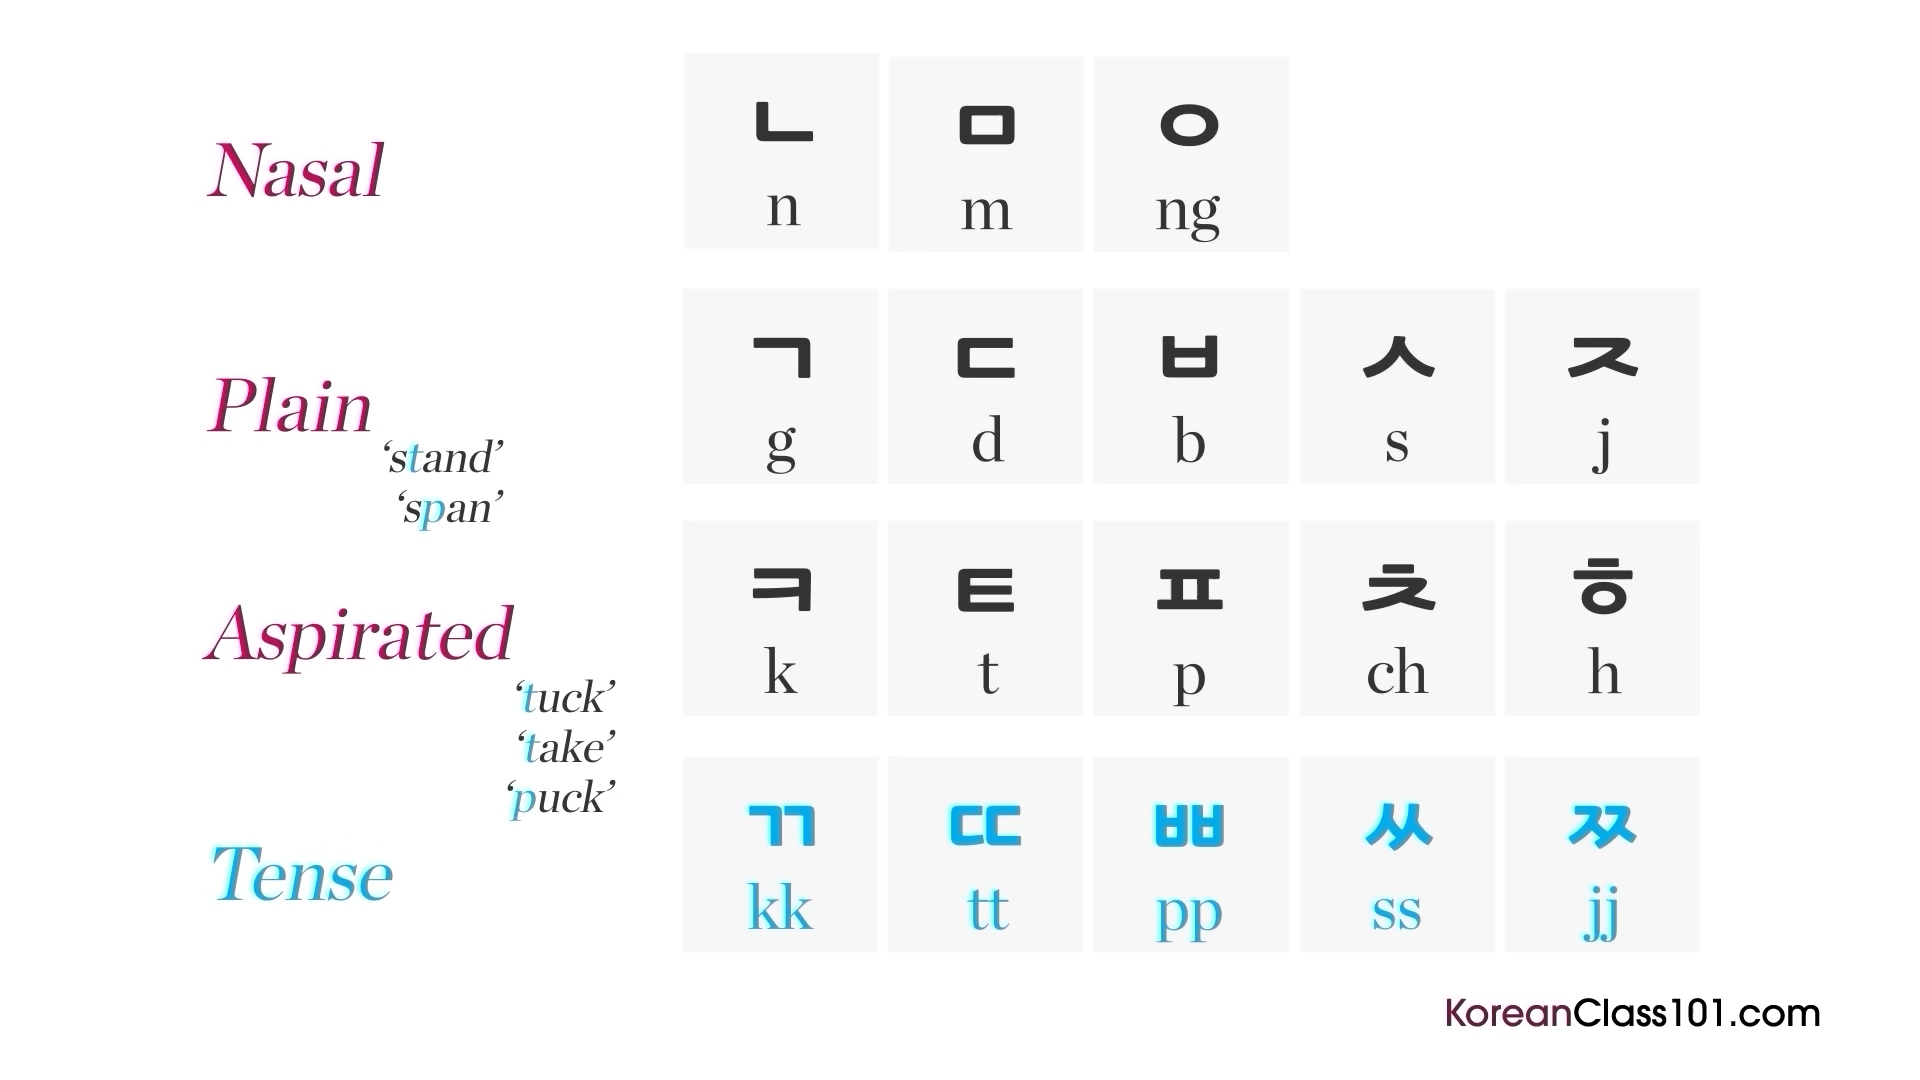 Nasal
ㄴ ㅁ ㅇ
n m ng
Plain
‘stand’
‘span’
ㄱ ㄷ ㅂ ㅅ ㅈ
g d b s j
Aspirated
‘tuck’
‘take’
‘puck’
ㅋ ㅌ ㅍ ㅊ ㅎ
k t p ch h
Tense
ㄲ ㄸ ㅃ ㅆ ㅉ
kk tt pp ss jj
KoreanClass101.com